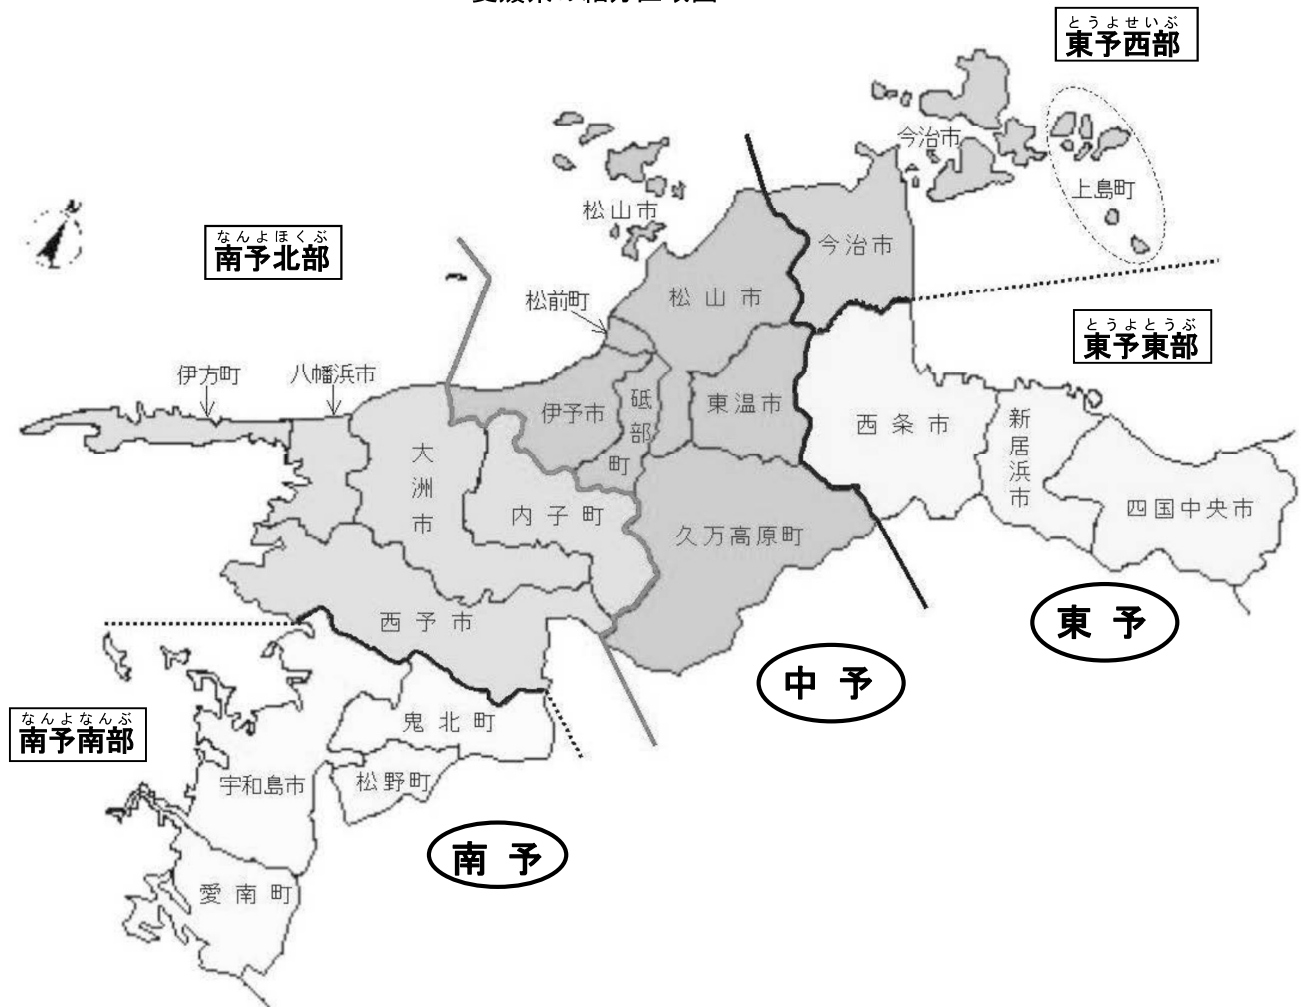 とうよせいぶ
東予西部
今治市
上島町
松山市
なんよほくぶ
南予北部
今治市
松前町
松山市
とうよとうぶ
東予東部
伊方町
八幡浜市
伊予市
砥部町
東温市
西条市
新居浜市
大洲市
内子町
久万高原町
四国中央市
西予市
東予
中予
なんよなんぶ
南予南部
鬼北町
宇和島市
松野町
南予
愛南町
N